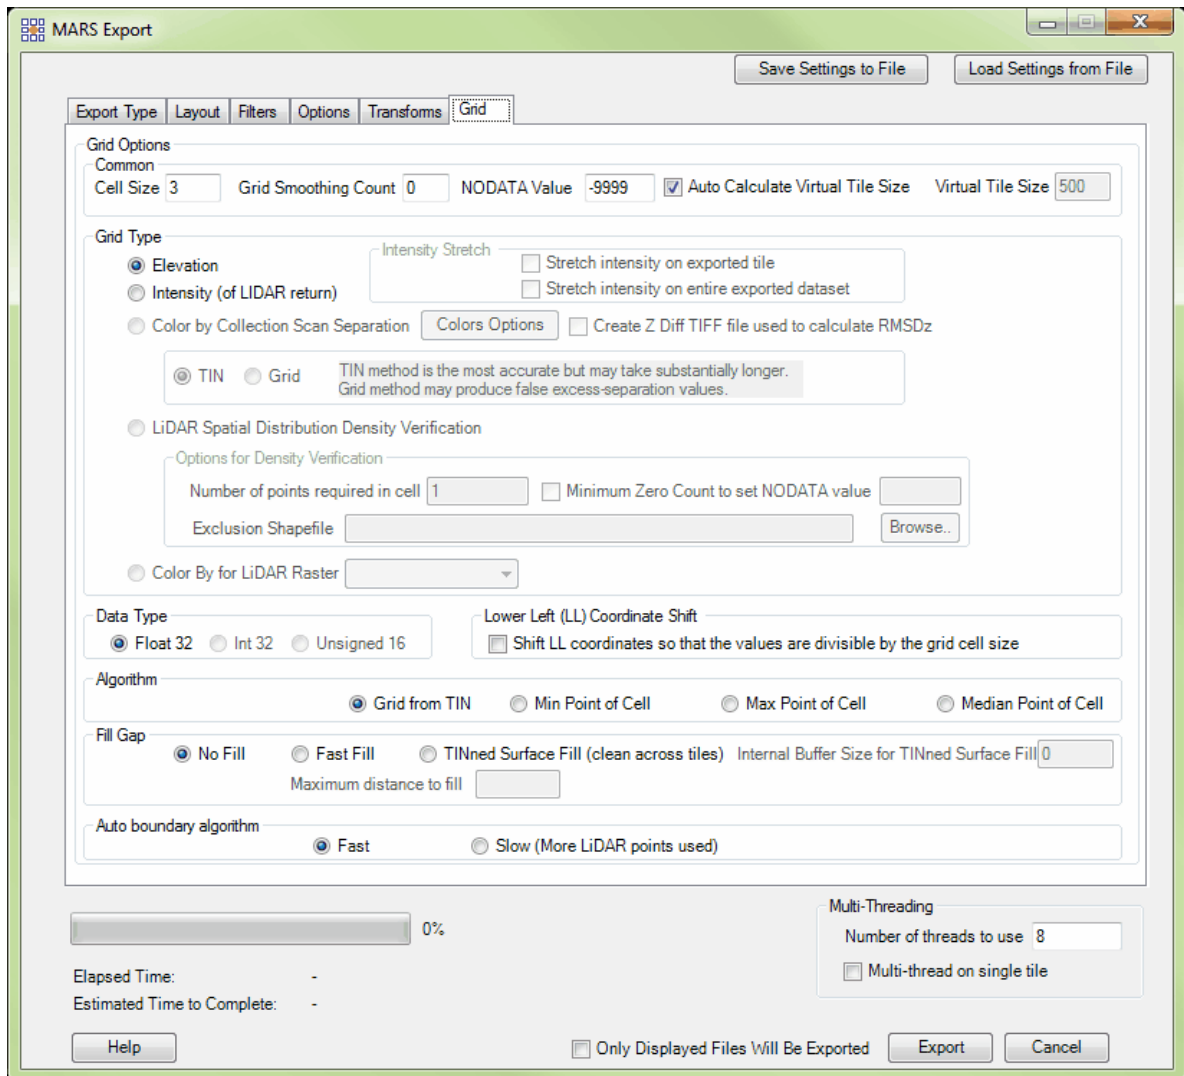 MARS Export
Save Settings to File Load Settings from File
Export Type Layout Filters Options Transforms Grid
Grid Options
Common
Cell Size 3 Grid Smoothing Count 0 NODATA Value -9999 Auto Calculate Virtual Tile Size Virtual Tile Size 500
Grid Type
Intensity Stretch
Elevation Stretch intensity on exported tile
Intensity (of LIDAR return) Stretch intensity on entire exported dataset
Color by Collection Scan Separation Colors Options Create Z Diff TIFF file used to calculate RMSDz
TIN Grid TIN method is the most accurate but may take substantially longer.
Grid method may produce false excess-separation values.
LiDAR Spatial Distribution Density Verification
Options for Density Verification
Number of points required in cell 1 Minimum Zero Count to set NODATA value
Exclusion Shapefile Browse..
Color By for LiDAR Raster
Data Type Lower Left (LL) Coordinate Shift
Float 32 Int 32 Unsigned 16 Shift LL coordinates so that the values are divisible by the grid cell size
Algorithm
Grid from TIN Min Point of Cell Max Point of Cell Median Point of Cell
Fill Gap
No Fill Fast Fill TINned Surface Fill (clean across tiles) Internal Buffer Size for TINned Surface Fill 0
Maximum distance to fill
Auto boundary algorithm
Fast Slow (More LiDAR points used)
Multi-Threading
0% Number of threads to use 8
Elapsed Time: - Multi-thread on single tile
Estimated Time to Complete: -
Help Only Displayed Files Will Be Exported Export Cancel